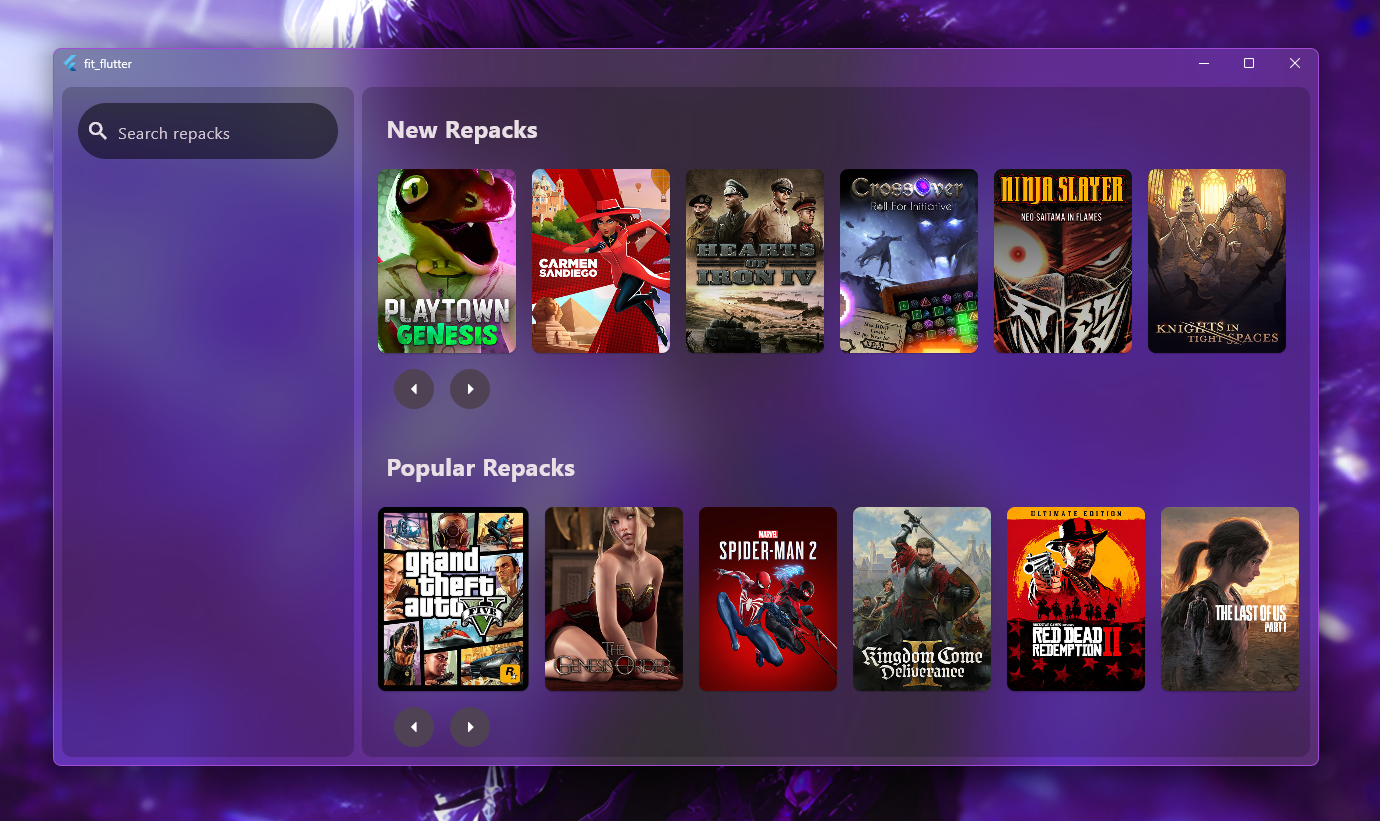 fit_flutter
Search repacks
New Repacks
PLAYTOWN
GENESIS
CARMEN
SANDIEGO
HEARTS
OF
IRON IV
CROSSOVER
Roll For Initiative
NINJA SLAYER
NEO-SAITAMA IN FLAMES
KNIGHTS IN
TIGHT SPACES
Popular Repacks
grand
theft
auto
FIVE
THE
GENESIS ORDER
MARVEL
SPIDER-MAN 2
Kingdom Come
II
Deliverance
ULTIMATE EDITION
RED DEAD
REDEMPTION II
THE LAST OF US
PART I